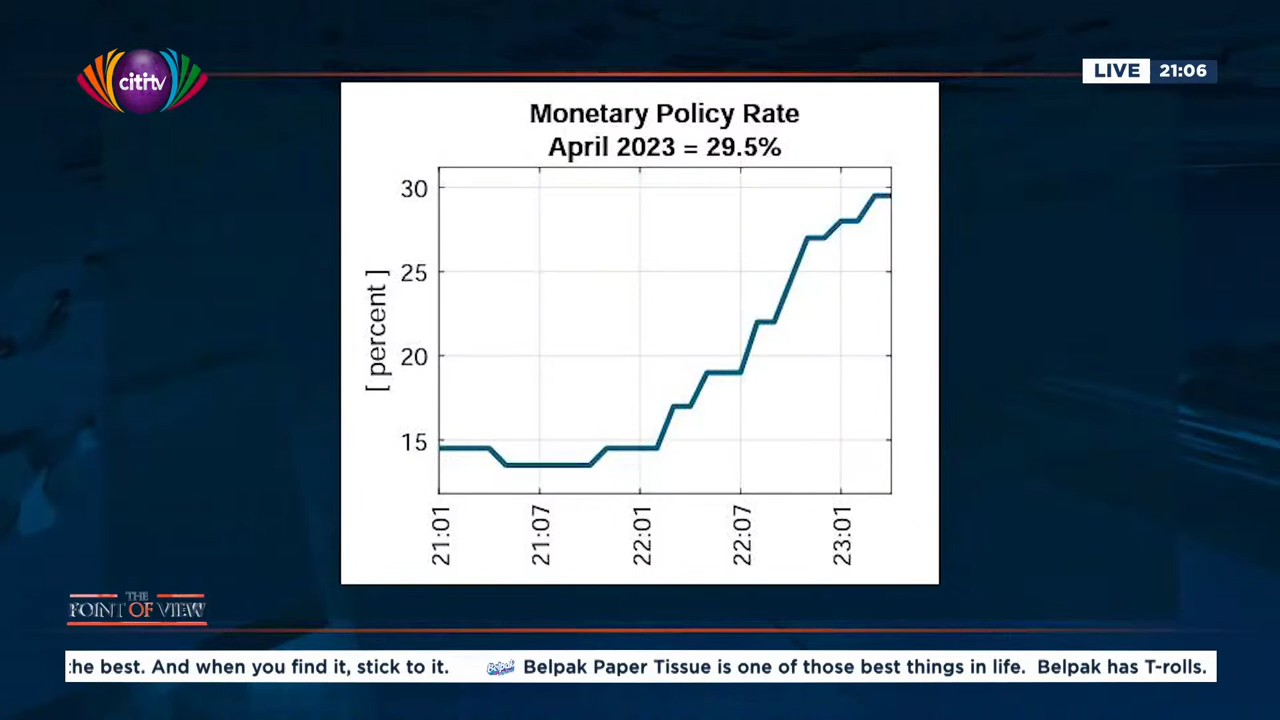 citi tv
LIVE 21:06
Monetary Policy Rate
April 2023 = 29.5%
30
25
20
15
[ percent ]
21:01
21:07
22:01
22:07
23:01
THE
POINT OF VIEW
:he best. And when you find it, stick to it. Belpak Belpak Paper Tissue is one of those best things in life. Belpak has T-rolls.